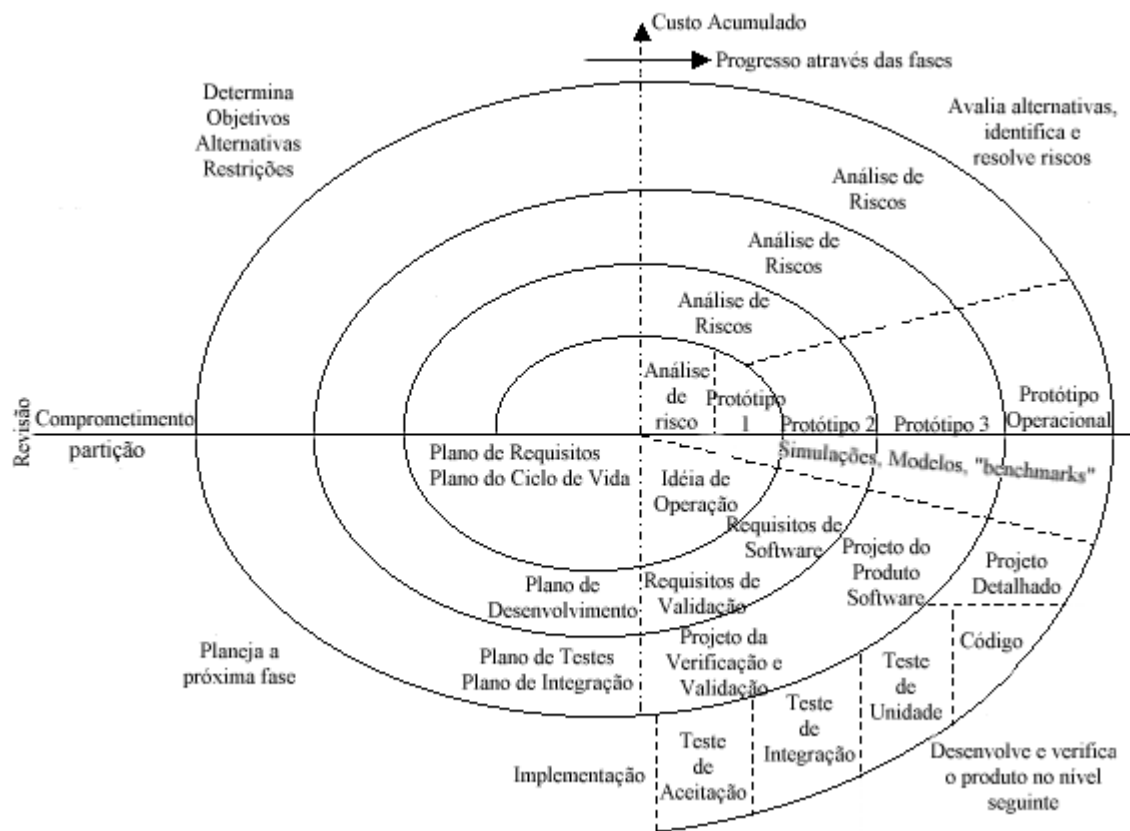 Custo Acumulado
Progresso através das fases
Determina
Objetivos
Alternativas
Restrições
Avalia alternativas,
identifica e
resolve riscos
Análise de
Riscos
Análise de
Riscos
Análise de
Riscos
Análise
de
risco
Protótipo
1
Protótipo 2
Protótipo 3
Protótipo
Operacional
Revisão
Comprometimento
partição
Simulações, Modelos, "benchmarks"
Plano de Requisitos
Plano do Ciclo de Vida
Idéia de
Operação
Requisitos de
Software
Projeto do
Produto
Software
Projeto
Detalhado
Plano de
Desenvolvimento
Requisitos de
Validação
Código
Planeja a
próxima fase
Plano de Testes
Plano de Integração
Projeto da
Verificação e
Validação
Teste
de
Unidade
Teste
de
Integração
Teste
de
Aceitação
Implementação
Desenvolve e verifica
o produto no nível
seguinte